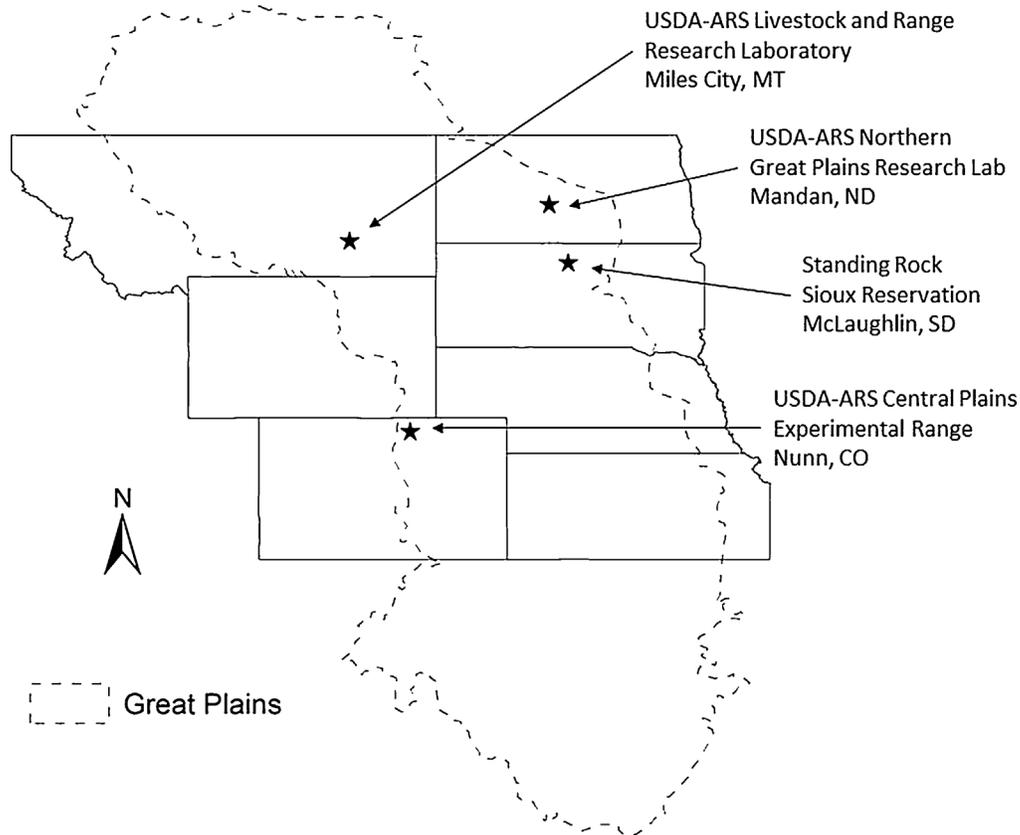 USDA-ARS Livestock and Range
Research Laboratory
Miles City, MT
USDA-ARS Northern
Great Plains Research Lab
Mandan, ND
Standing Rock
Sioux Reservation
McLaughlin, SD
USDA-ARS Central Plains
Experimental Range
Nunn, CO
N
Great Plains